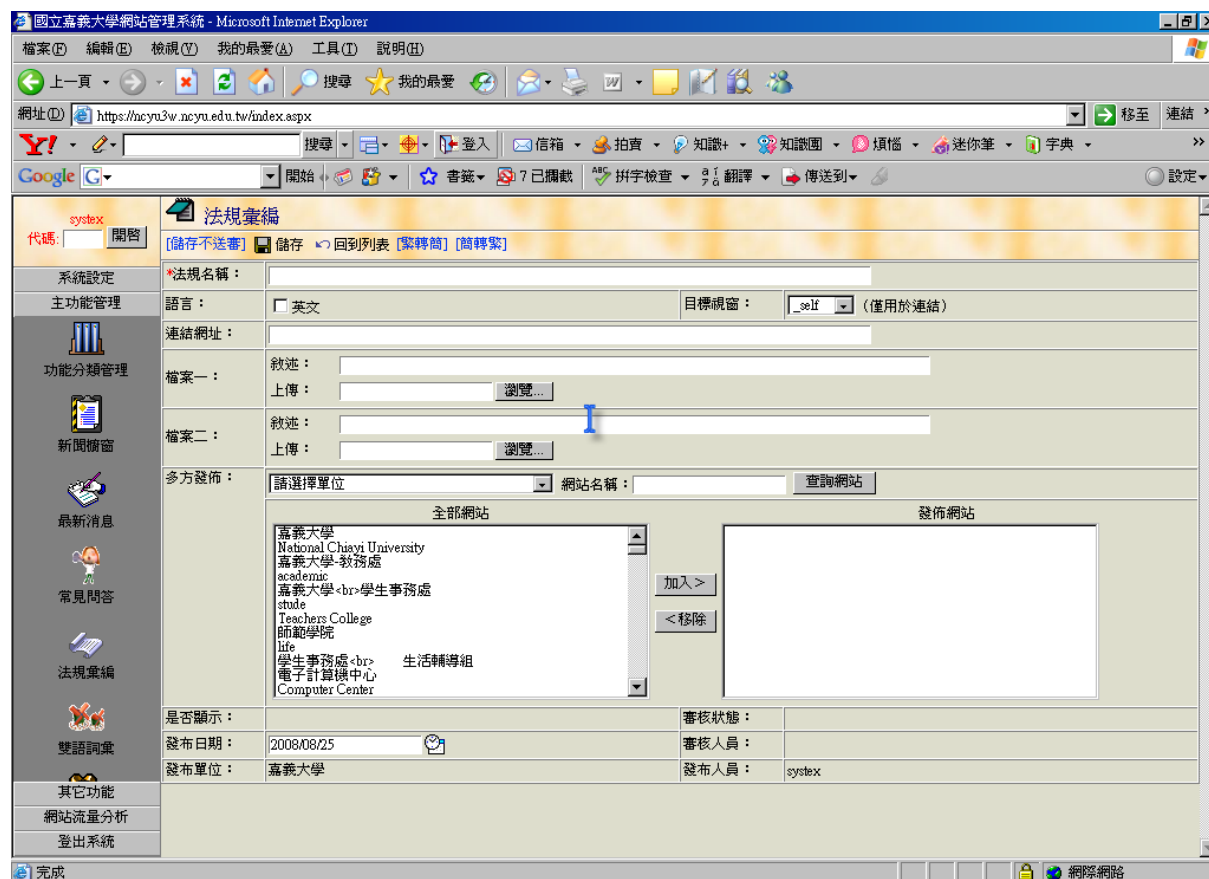 國立嘉義大學網站管理系統 - Microsoft Internet Explorer
檔案(F) 編輯(E) 檢視(V) 我的最愛(A) 工具(T) 說明(H)
上一頁 搜尋 我的最愛
網址(D) https://ncyu3w.ncyu.edu.tw/index.aspx 移至 連結
Y! 搜尋 登入 信箱 拍賣 知識+ 知識團 煩惱 迷你筆 字典
Google G 開始 書籤 7 已攔截 拼字檢查 翻譯 傳送到 設定
systex
代碼: 開啓
系統設定
主功能管理
功能分類管理
新聞櫥窗
最新消息
常見問答
法規彙編
雙語詞彙
其它功能
網站流量分析
登出系統
法規彙編
[儲存不送審] 儲存 回到列表 [繁轉簡] [簡轉繁]
*法規名稱：
語言： 英文 目標視窗： _self (僅用於連結)
連結網址：
檔案一： 敘述：
上傳： 瀏覽...
檔案二： 敘述：
上傳： 瀏覽...
多方發佈： 請選擇單位 網站名稱： 查詢網站
全部網站 發佈網站
嘉義大學
National Chiayi University
嘉義大學-教務處
academic
嘉義大學<br>學生事務處
stude
Teachers College
師範學院
life
學生事務處<br> 生活輔導組
電子計算機中心
Computer Center
加入>
<移除
是否顯示： 審核狀態：
發布日期： 2008/08/25 審核人員：
發布單位： 嘉義大學 發布人員： systex
完成 網際網路